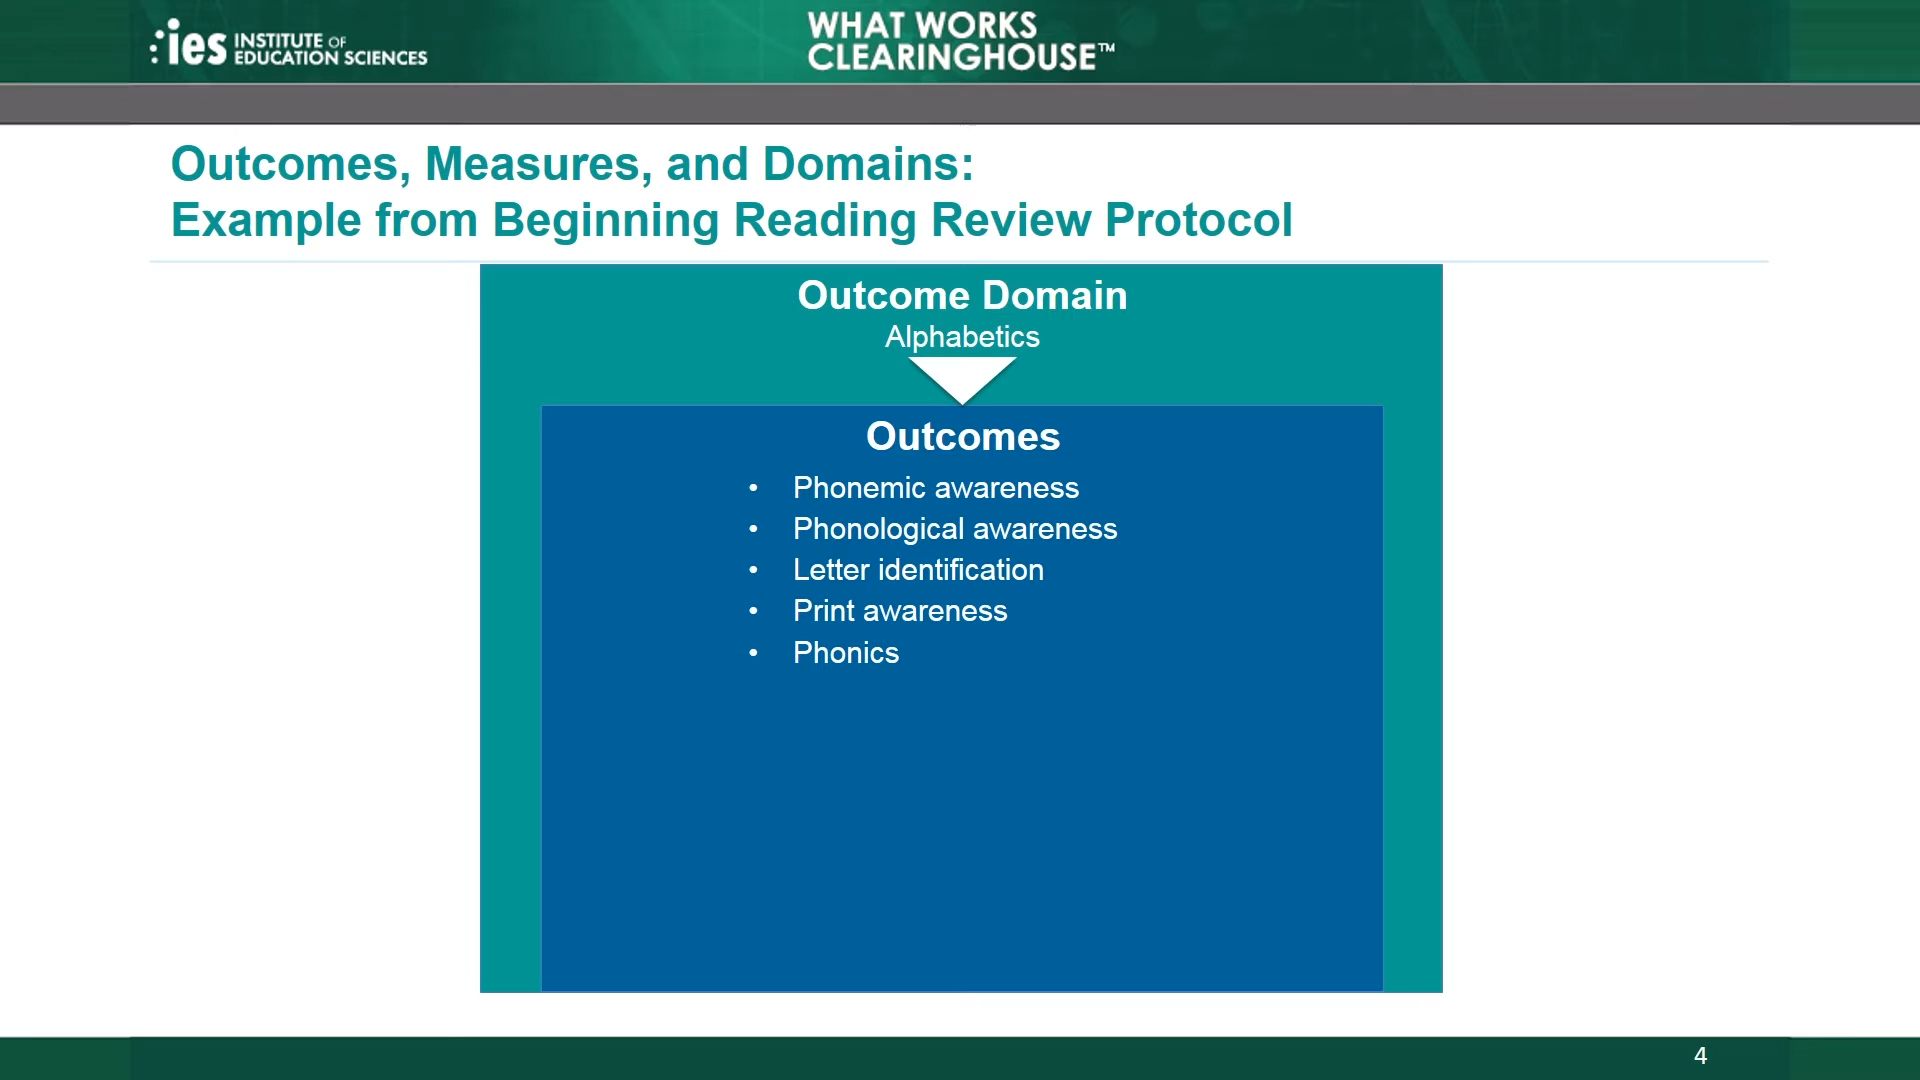 ies INSTITUTE OF
EDUCATION SCIENCES
WHAT WORKS
CLEARINGHOUSE™
Outcomes, Measures, and Domains:
Example from Beginning Reading Review Protocol
Outcome Domain
Alphabetics
Outcomes
• Phonemic awareness
• Phonological awareness
• Letter identification
• Print awareness
• Phonics
4